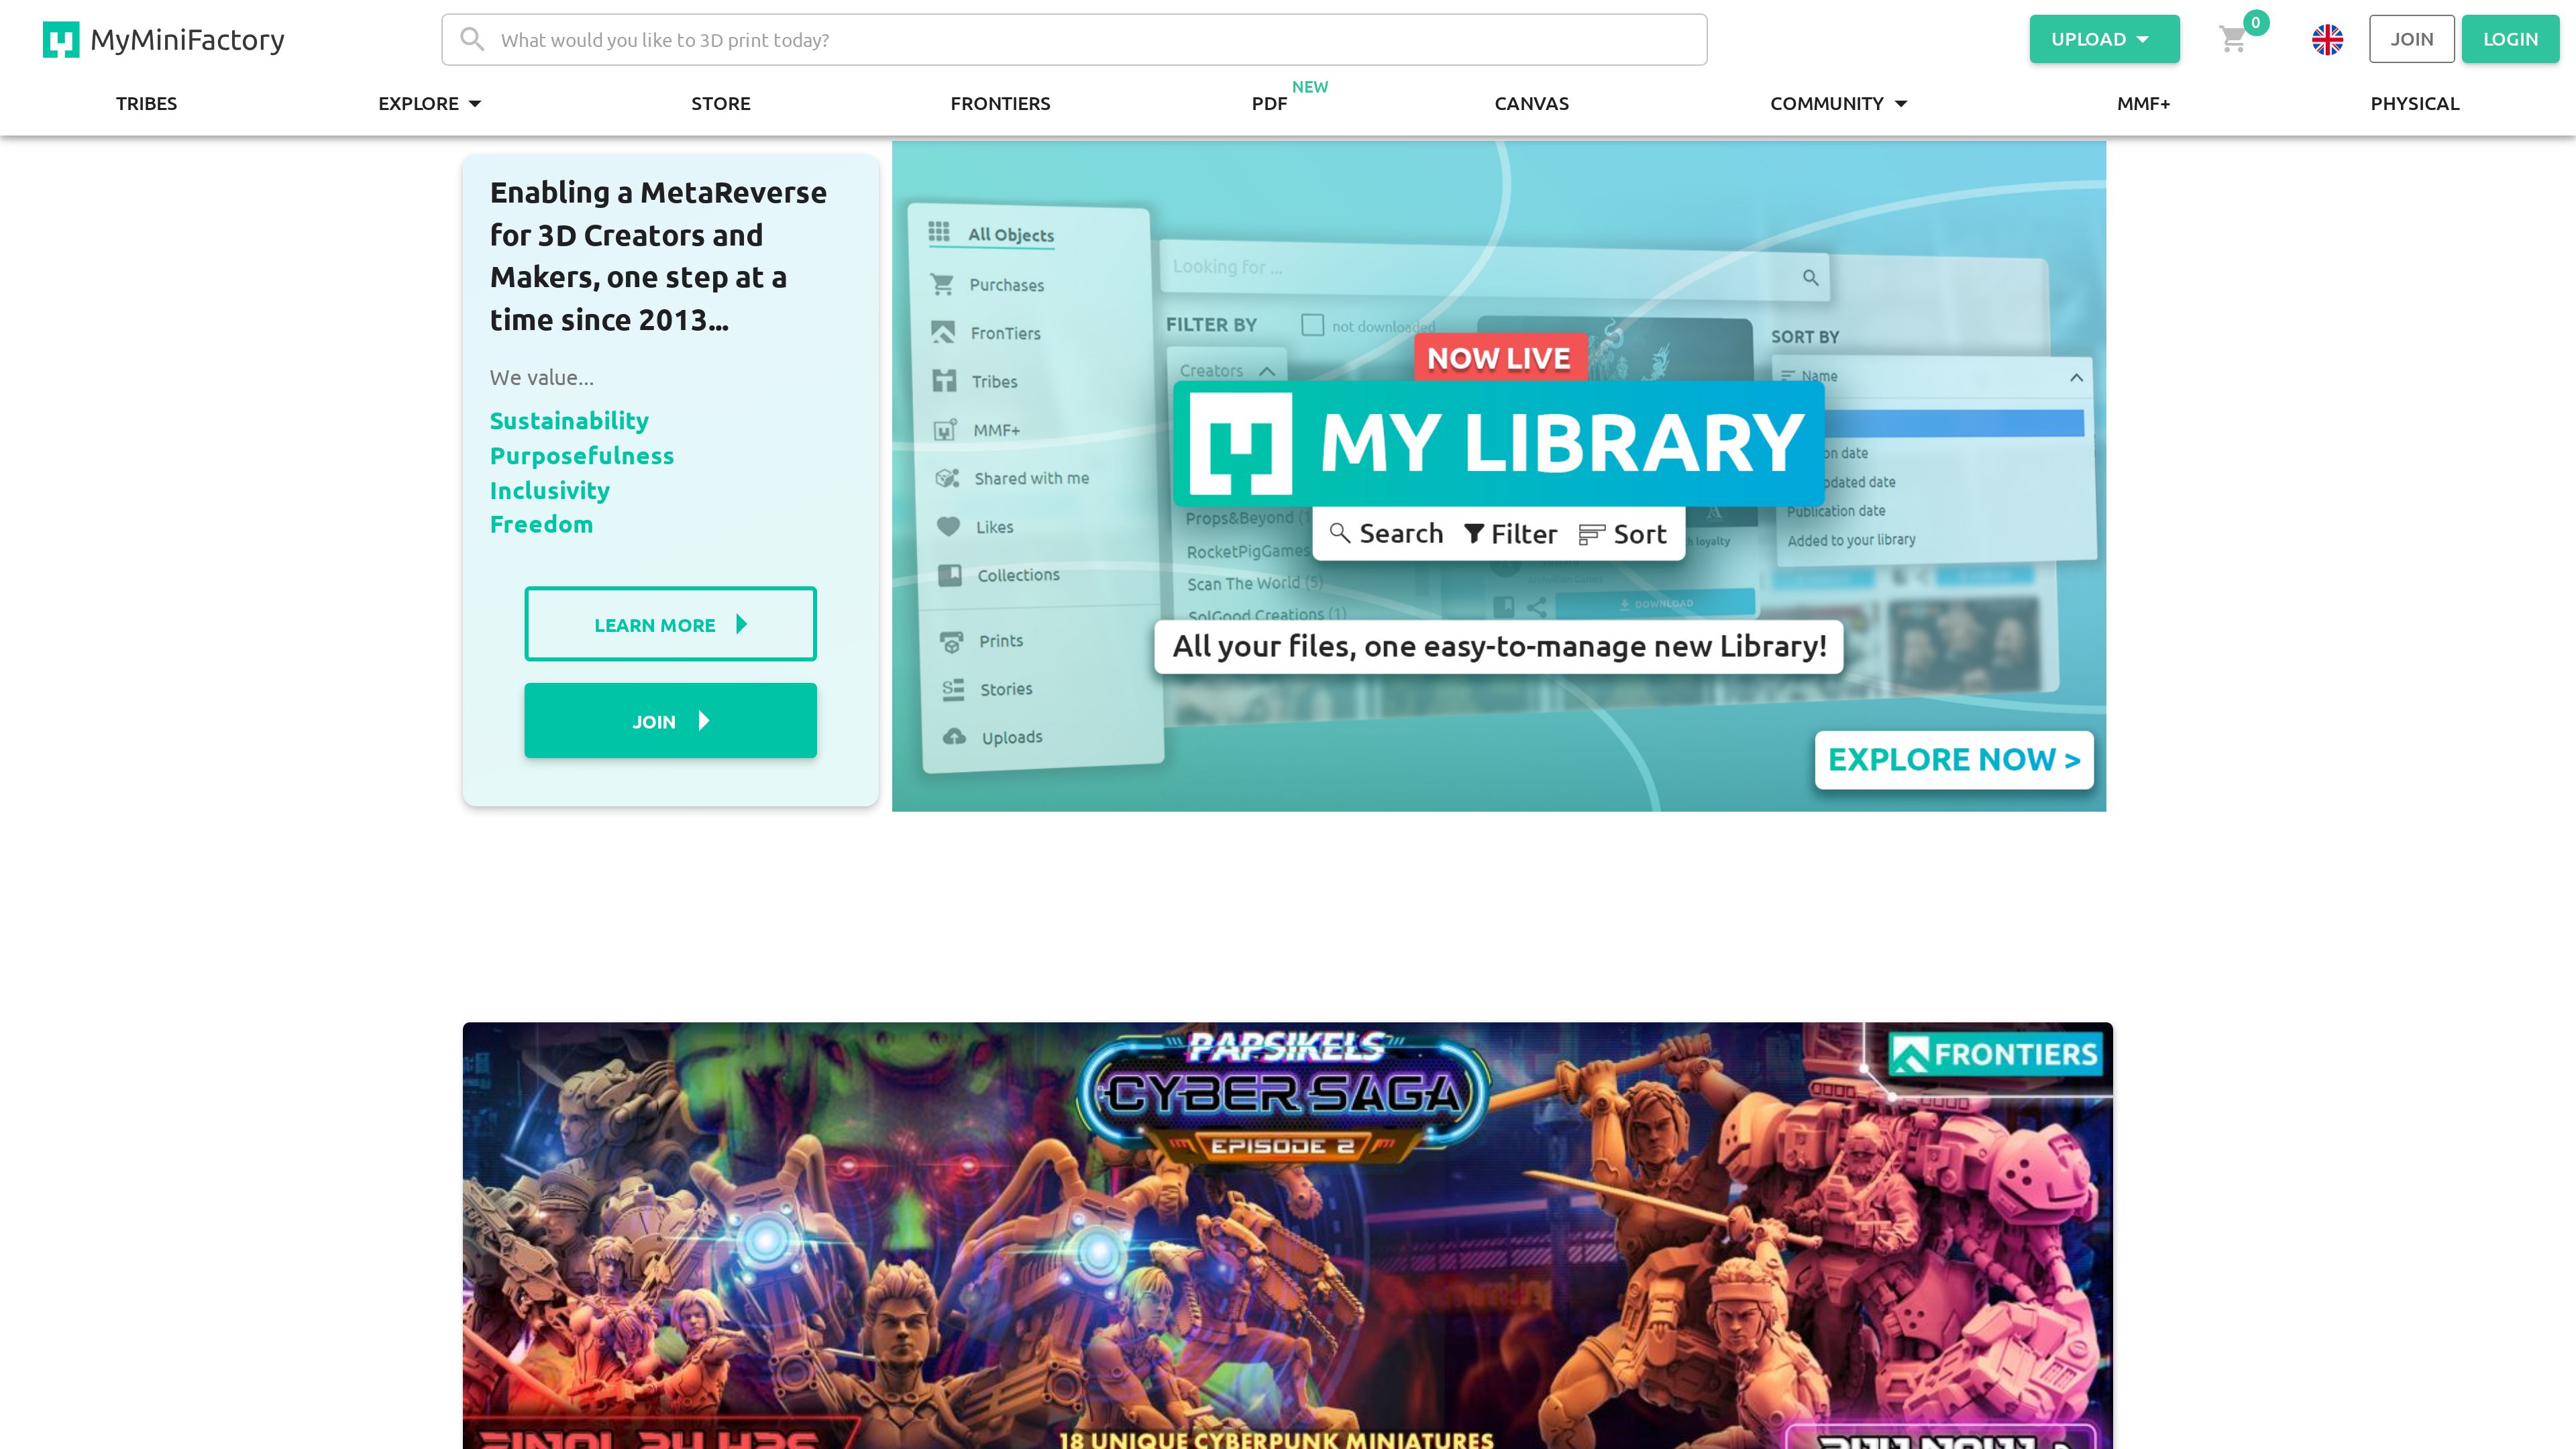 MyMiniFactory
What would you like to 3D print today?
UPLOAD
0
JOIN
LOGIN
TRIBES
EXPLORE
STORE
FRONTIERS
PDF
NEW
CANVAS
COMMUNITY
MMF+
PHYSICAL
Enabling a MetaReverse
for 3D Creators and
Makers, one step at a
time since 2013...
We value...
Sustainability
Purposefulness
Inclusivity
Freedom
LEARN MORE
JOIN
All Objects
Purchases
FronTiers
Tribes
MMF+
Shared with me
Likes
Collections
Prints
Stories
Uploads
Looking for ...
FILTER BY
not downloaded
Creators
SORT BY
Name
NOW LIVE
MY LIBRARY
Search Filter Sort
date
Publication date
Added to your library
Props&Beyond
RocketPigGames
Scan The World (5)
SolGood Creations (1)
loyalty
DOWNLOAD
All your files, one easy-to-manage new Library!
EXPLORE NOW >
PAPSIKELS
CYBER SAGA
EPISODE 2
FRONTIERS
FINAL 24 HRS
18 UNIQUE CYBERPUNK MINIATURES